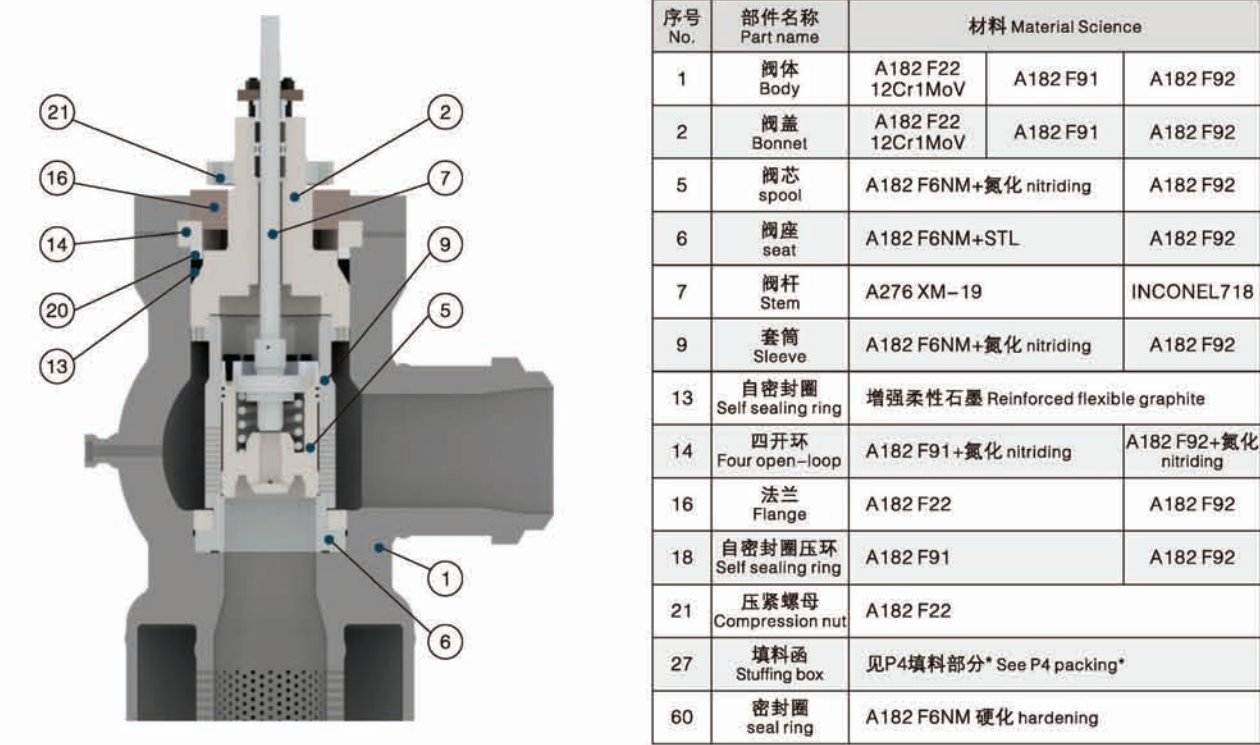 21
16
14
20
13
2
7
9
5
1
6
序号 部件名称 材料 Material Science
No. Part name
1 阀体 A182 F22 A182 F91 A182 F92
Body 12Cr1MoV
2 阀盖 A182 F22 A182 F91 A182 F92
Bonnet 12Cr1MoV
5 阀芯 A182 F6NM+氮化 nitriding A182 F92
spool
6 阀座 A182 F6NM+STL A182 F92
seat
7 阀杆 A276 XM-19 INCONEL718
Stem
9 套筒 A182 F6NM+氮化 nitriding A182 F92
Sleeve
13 自密封圈 增强柔性石墨 Reinforced flexible graphite
Self sealing ring
14 四开环 A182 F91+氮化 nitriding A182 F92+氮化
Four open-loop nitriding
16 法兰 A182 F22 A182 F92
Flange
18 自密封圈压环 A182 F91 A182 F92
Self sealing ring
21 压紧螺母 A182 F22
Compression nut
27 填料函 见P4填料部分* See P4 packing*
Stuffing box
60 密封圈 A182 F6NM 硬化 hardening
seal ring